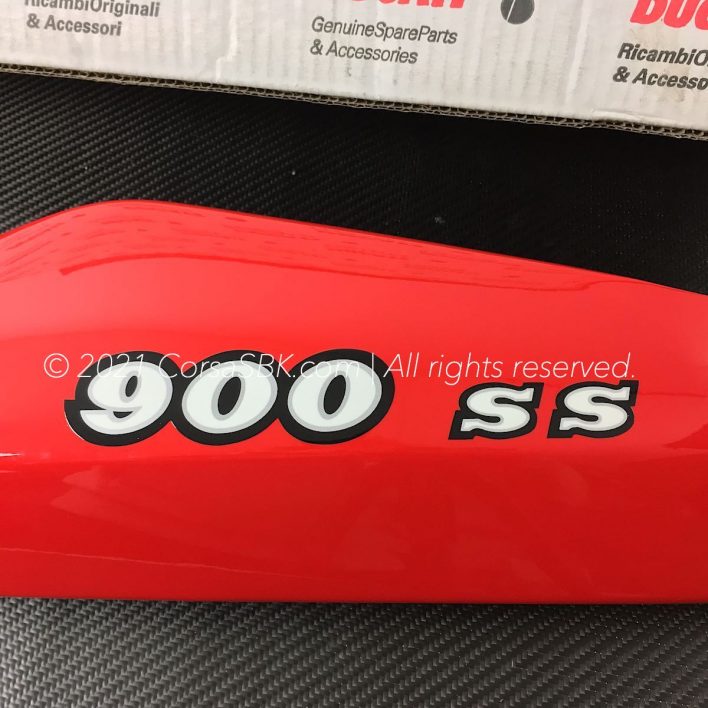 RicambiOriginali
& Accessori
GenuineSpareParts
& Accessories
RicambiO
& Accesso
© 2021 CorsaSBK.com | All rights reserved.
900 SS